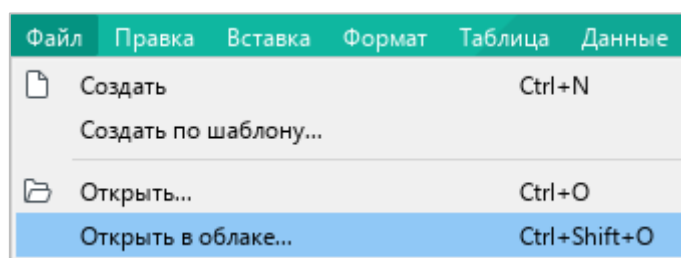 Файл Правка Вставка Формат Таблица Данные
Создать Ctrl+N
Создать по шаблону...
Открыть... Ctrl+O
Открыть в облаке... Ctrl+Shift+O